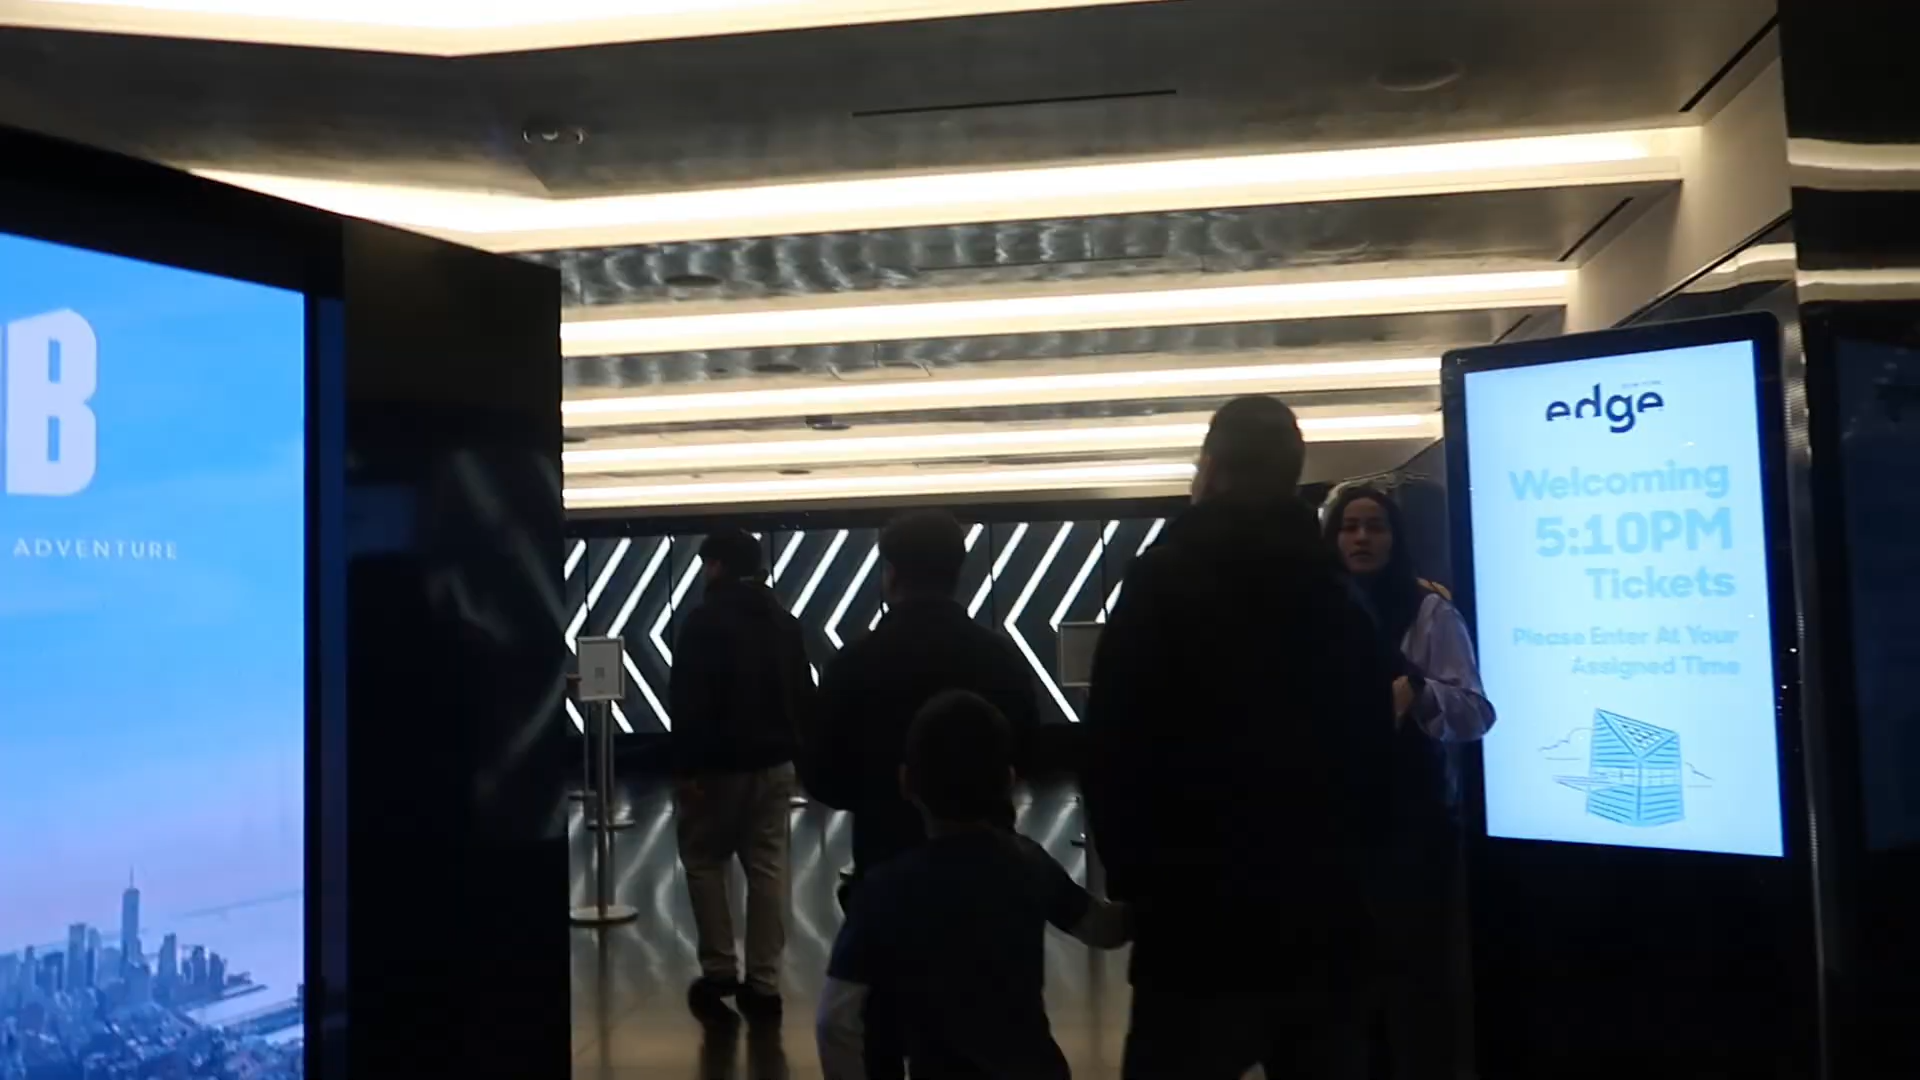 B
ADVENTURE
edge
Welcoming
5:10PM
Tickets
Please Enter At Your
Assigned Time